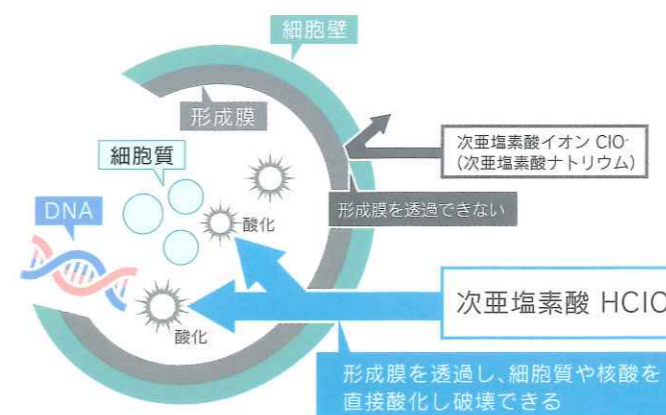 細胞壁
形成膜
次亜塩素酸イオン ClO-
(次亜塩素酸ナトリウム)
細胞質
DNA
酸化
形成膜を透過できない
次亜塩素酸 HClO
酸化
形成膜を透過し、細胞質や核酸を
直接酸化し破壊できる